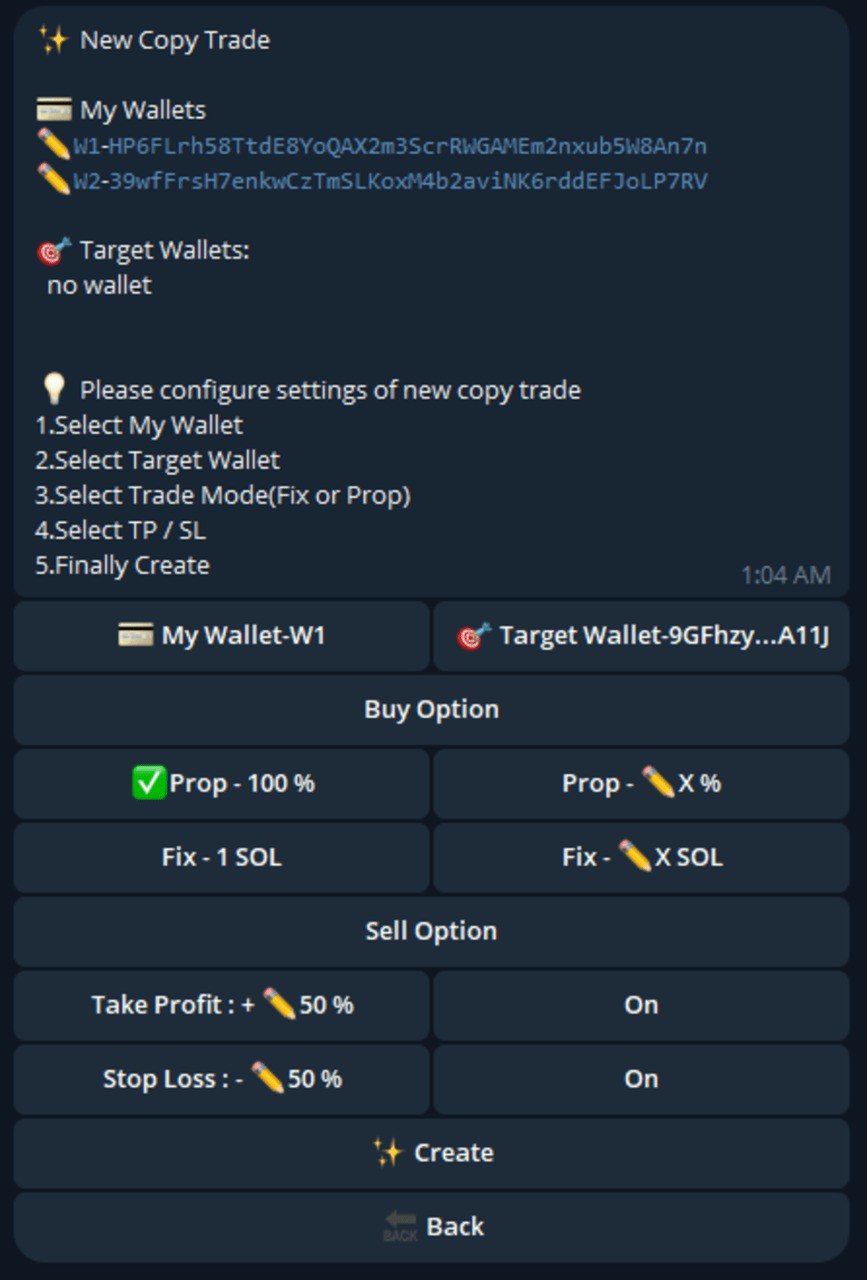 ✨ New Copy Trade
💳 My Wallets
✏️W1-HP6FLrh58TtdE8YoQAX2m3ScrRWGAMEm2nxub5W8An7n
✏️W2-39wfFrsH7enkwCzTmSLKoxM4b2aviNK6rddEFJoLP7RV
🎯 Target Wallets:
no wallet
💡 Please configure settings of new copy trade
1.Select My Wallet
2.Select Target Wallet
3.Select Trade Mode(Fix or Prop)
4.Select TP / SL
5.Finally Create
1:04 AM
💳 My Wallet-W1
🎯 Target Wallet-9GFhzy...A11J
Buy Option
✅Prop - 100 %
Prop - ✏️X %
Fix - 1 SOL
Fix - ✏️X SOL
Sell Option
Take Profit : + ✏️50 %
On
Stop Loss : - ✏️50 %
On
✨ Create
🔙 Back